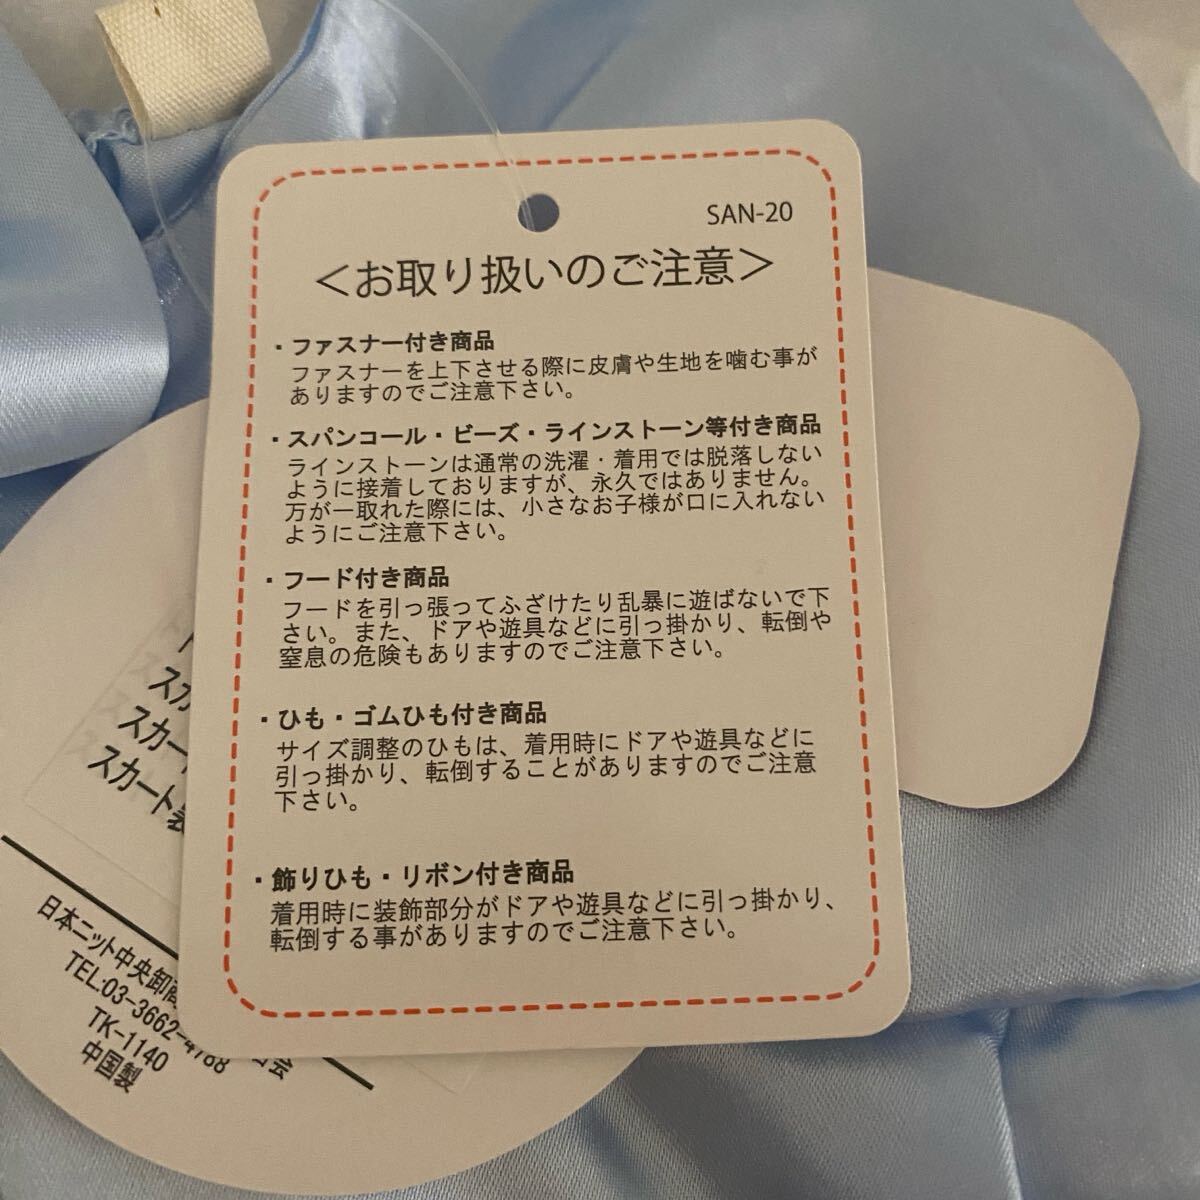 SAN-20
＜お取り扱いのご注意＞
・ファスナー付き商品
ファスナーを上下させる際に皮膚や生地を噛む事が
ありますのでご注意下さい。
・スパンコール・ビーズ・ラインストーン等付き商品
ラインストーンは通常の洗濯・着用では脱落しない
ように接着しておりますが、永久ではありません。
万が一取れた際には、小さなお子様が口に入れない
ようにご注意下さい。
・フード付き商品
フードを引っ張ってふざけたり乱暴に遊ばないで下
さい。また、ドアや遊具などに引っ掛かり、転倒や
窒息の危険もありますのでご注意下さい。
・ひも・ゴムひも付き商品
サイズ調整のひもは、着用時にドアや遊具などに
引っ掛かり、転倒することがありますのでご注意
下さい。
・飾りひも・リボン付き商品
着用時に装飾部分がドアや遊具などに引っ掛かり、
転倒する事がありますのでご注意下さい。
スカ
スカー
スカート裏
日本ニット中央卸商
TEL:03-3662-4788
TK-1140
中国製